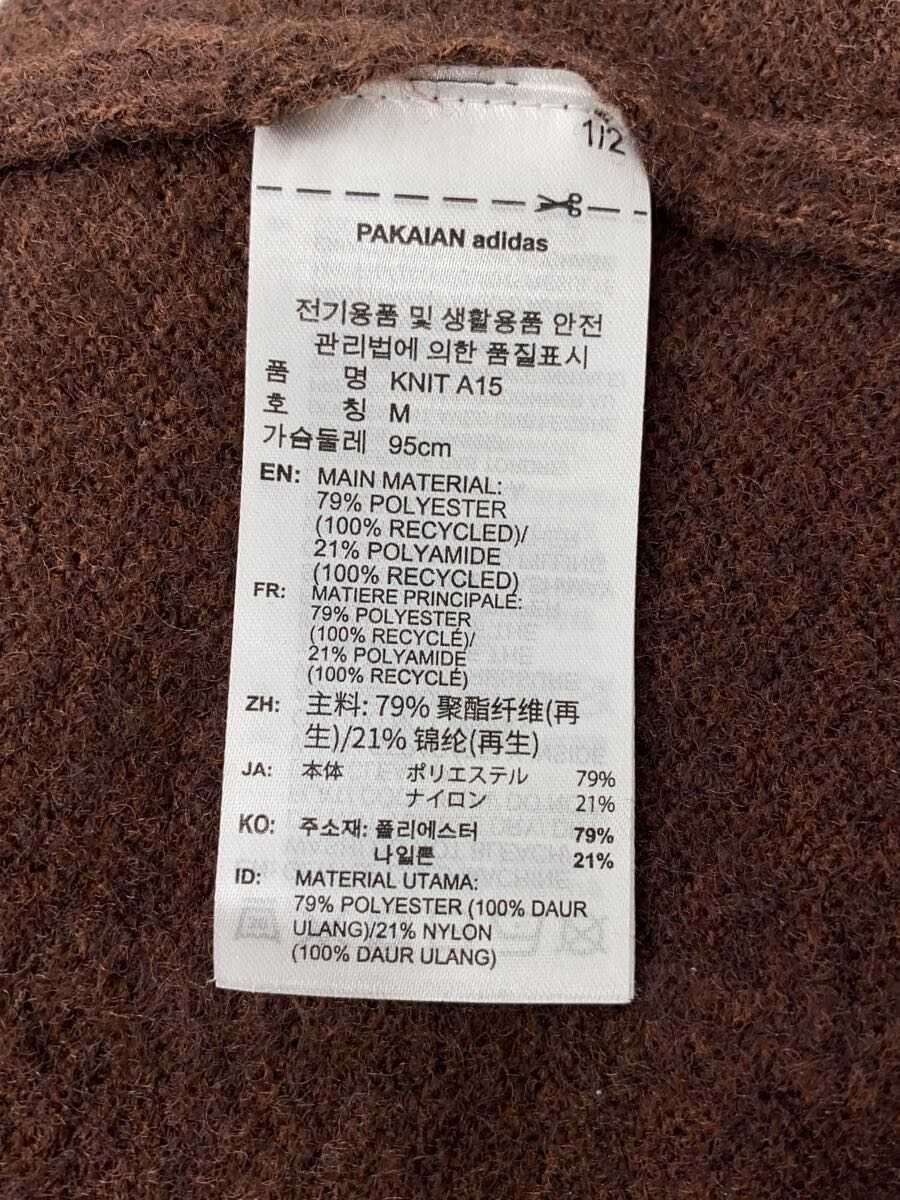 1/2
PAKAIAN adidas
전기용품 및 생활용품 안전
관리법에 의한 품질표시
품 명 KNIT A15
호 칭 M
가슴둘레 95cm
EN: MAIN MATERIAL:
79% POLYESTER
(100% RECYCLED)/
21% POLYAMIDE
(100% RECYCLED)
FR: MATIERE PRINCIPALE:
79% POLYESTER
(100% RECYCLÉ)/
21% POLYAMIDE
(100% RECYCLÉ)
ZH: 主料: 79% 聚酯纤维(再
生)/21% 锦纶(再生)
JA: 本体 ポリエステル 79%
ナイロン 21%
KO: 주소재: 폴리에스터 79%
나일론 21%
ID: MATERIAL UTAMA:
79% POLYESTER (100% DAUR
ULANG)/21% NYLON
(100% DAUR ULANG)